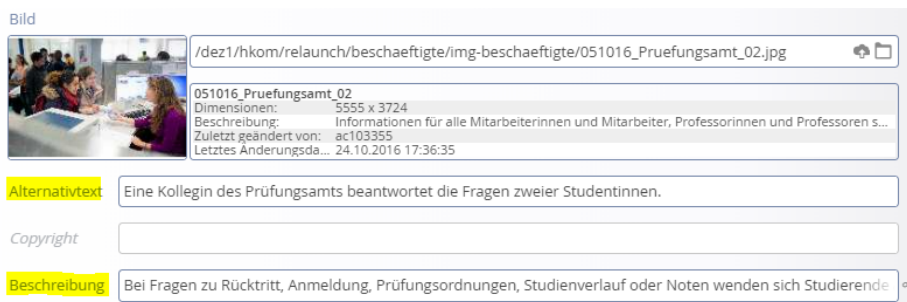 Bild
/dez1/hkom/relaunch/beschaeftigte/img-beschaeftigte/051016_Pruefungsamt_02.jpg
051016_Pruefungsamt_02
Dimensionen: 5555 x 3724
Beschreibung: Informationen für alle Mitarbeiterinnen und Mitarbeiter, Professorinnen und Professoren s...
Zuletzt geändert von: ac103355
Letztes Änderungsda... 24.10.2016 17:36:35
Alternativtext Eine Kollegin des Prüfungsamts beantwortet die Fragen zweier Studentinnen.
Copyright
Beschreibung Bei Fragen zu Rücktritt, Anmeldung, Prüfungsordnungen, Studienverlauf oder Noten wenden sich Studierende